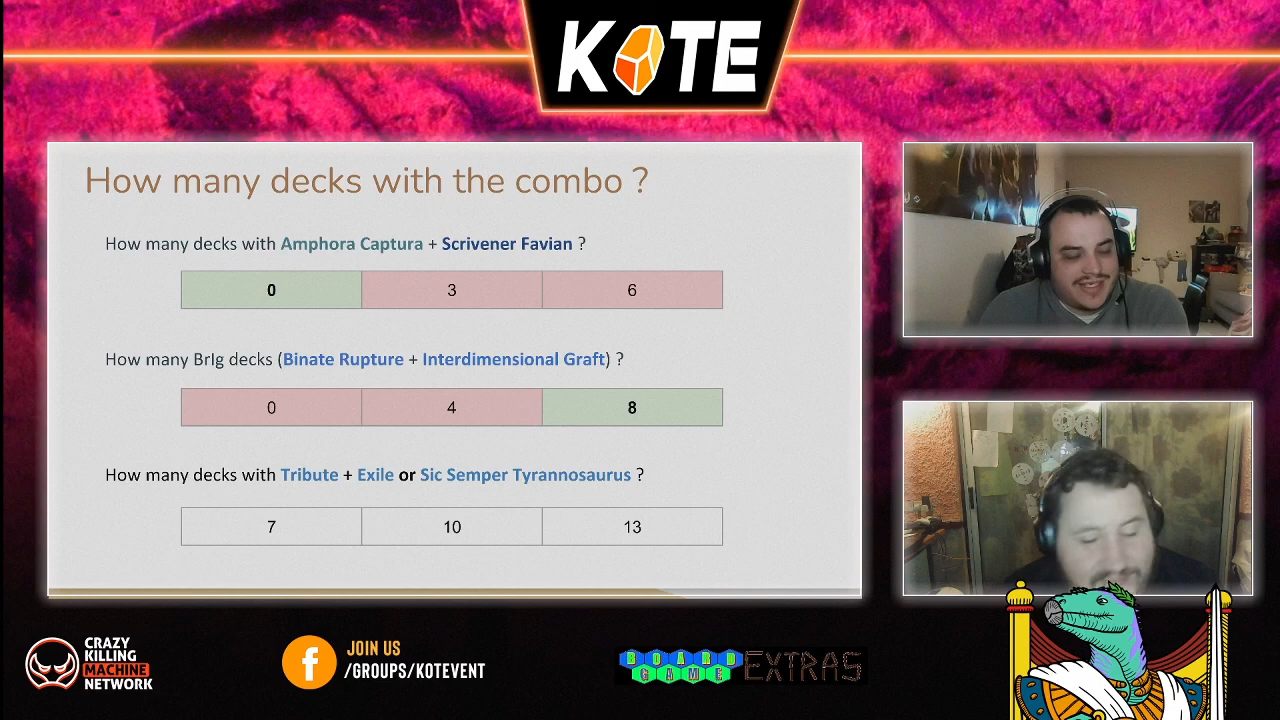 KOTE
How many decks with the combo ?
How many decks with Amphora Captura + Scrivener Favian ?
0 3 6
How many BrIg decks (Binate Rupture + Interdimensional Graft) ?
0 4 8
How many decks with Tribute + Exile or Sic Semper Tyrannosaurus ?
7 10 13
CRAZY
KILLING
MACHINE
NETWORK
f
JOIN US
/GROUPS/KOTEVENT
BOARD
GAME
EXTRAS